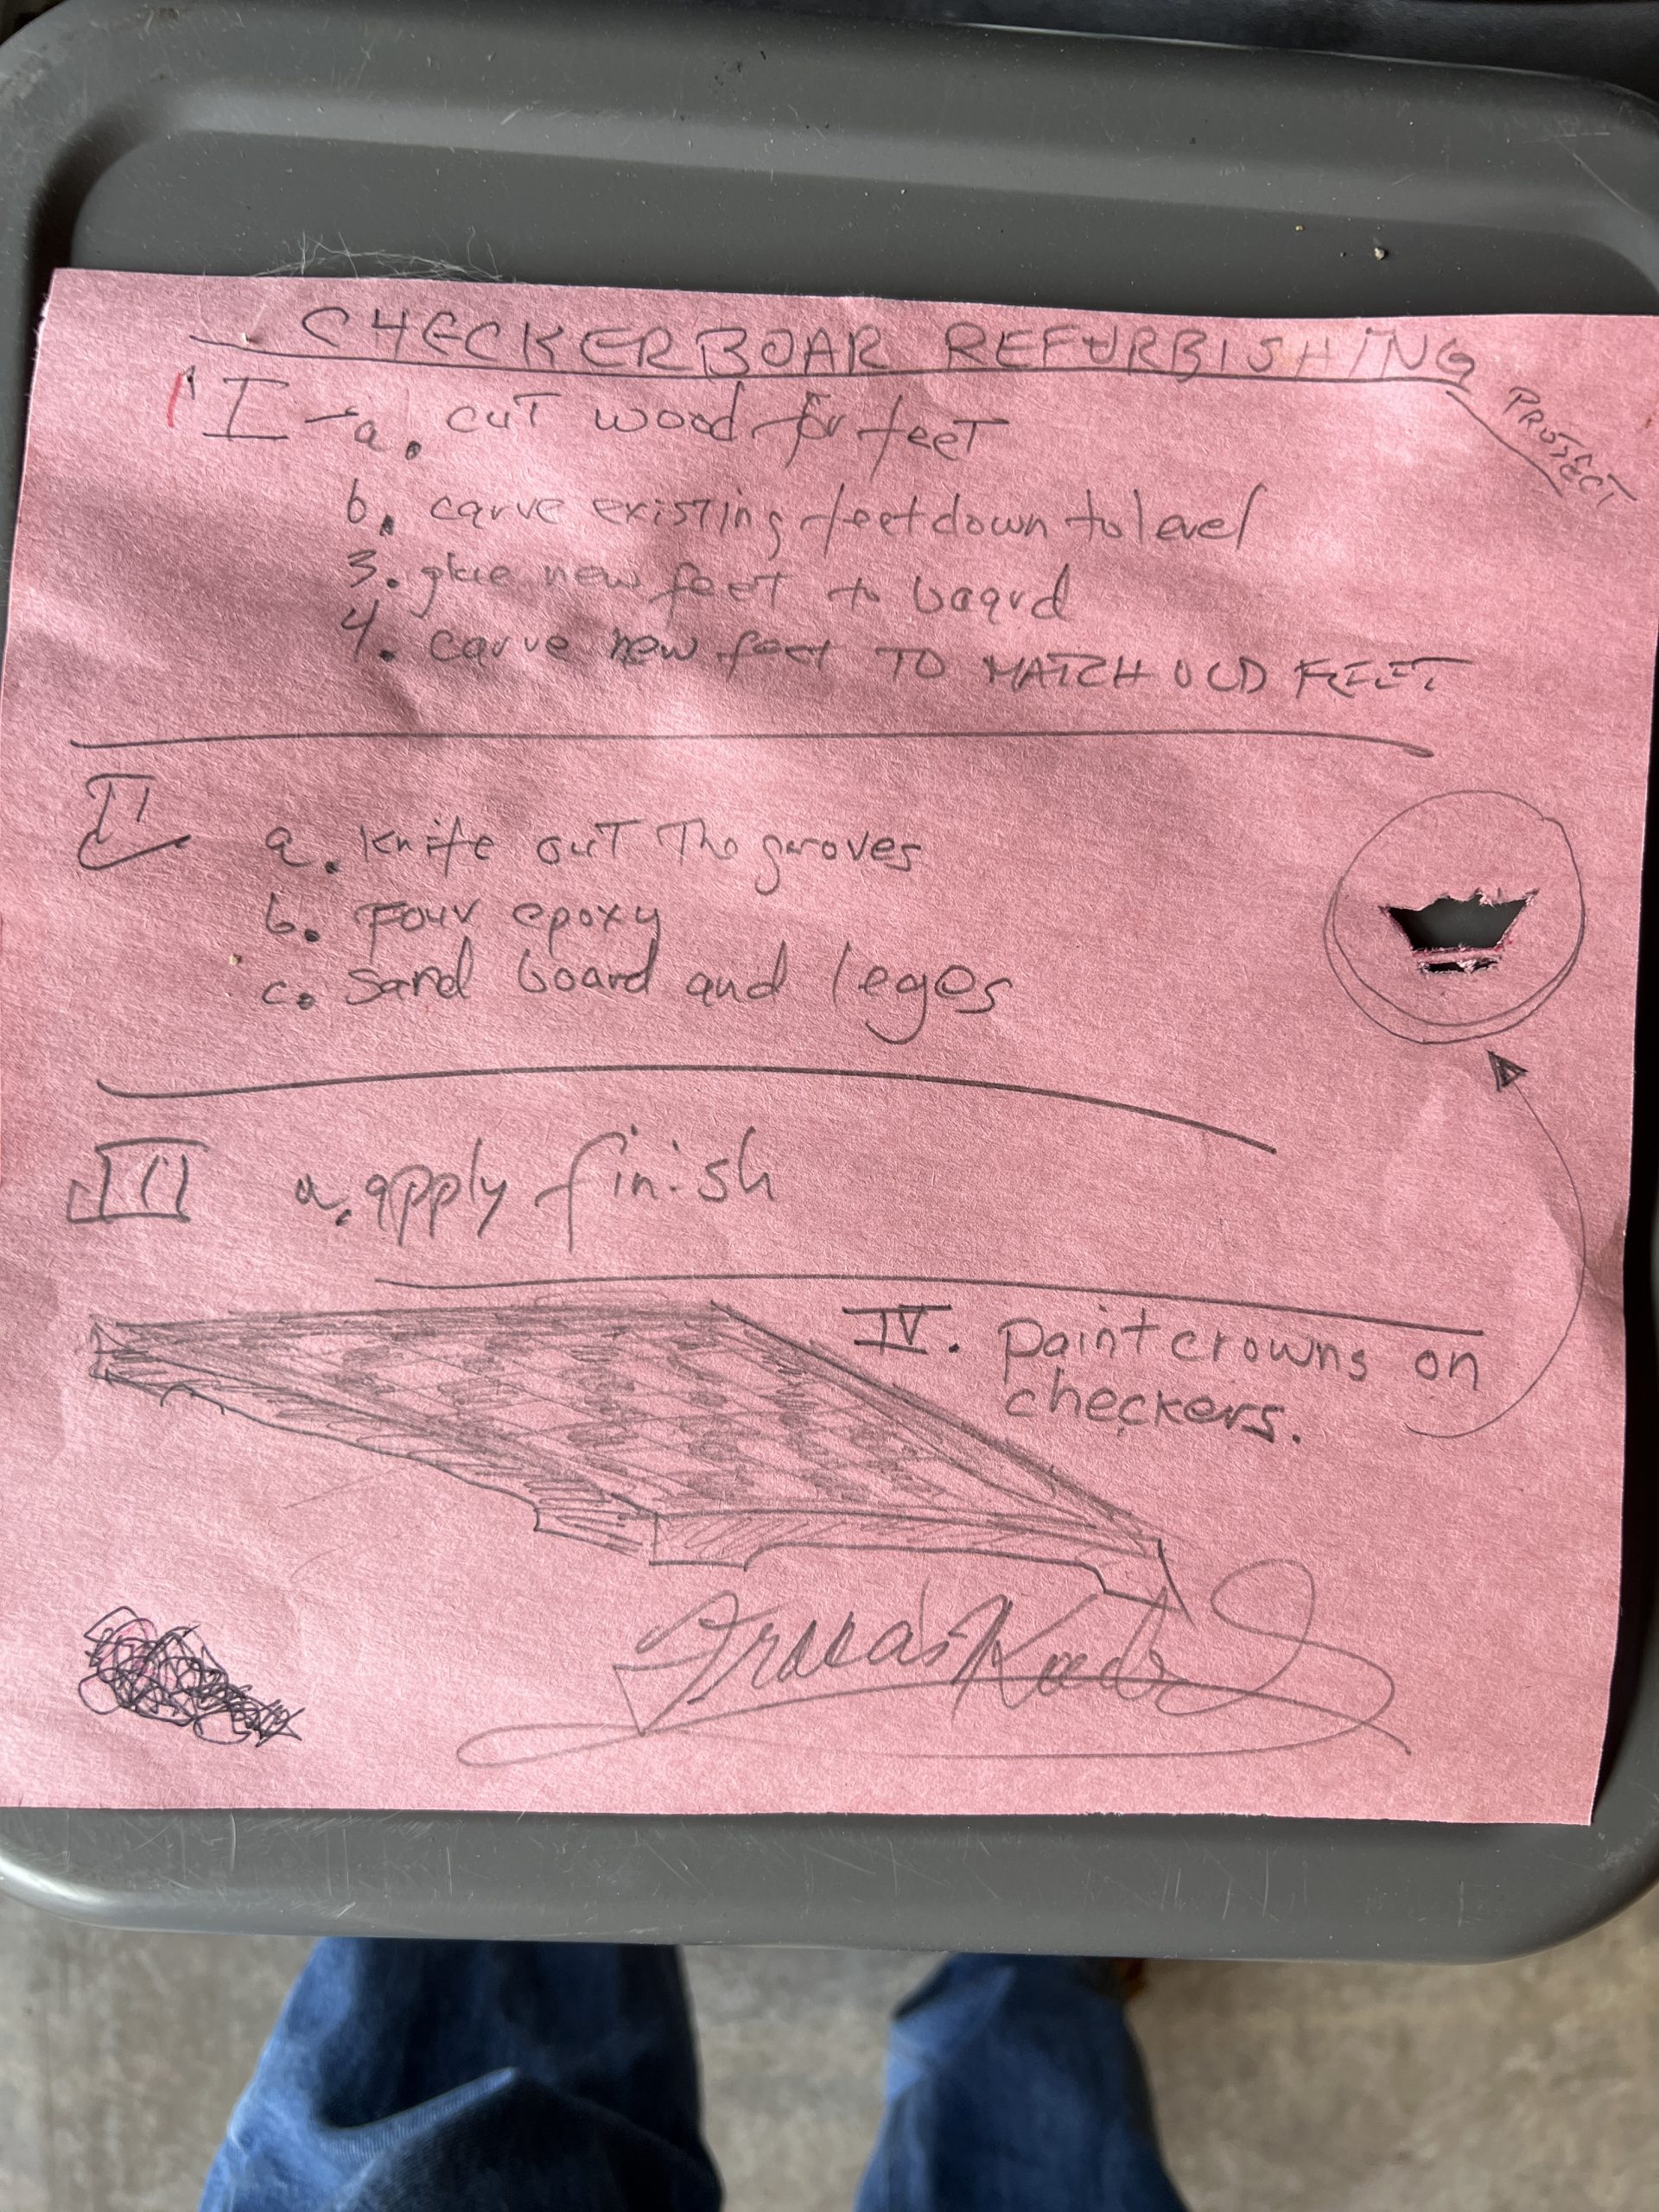 CHECKERBOAR REFURBISHING
PROJECT
I - a. cut wood for feet
b. carve existing feet down to level
3. glue new feet to baqrd
4. carve new feet TO MATCH OLD FEET
II
a. knife out The groves
b. Pour epoxy
c. sand board and leges
III a. apply finish
IV. paint crowns on
checkers.